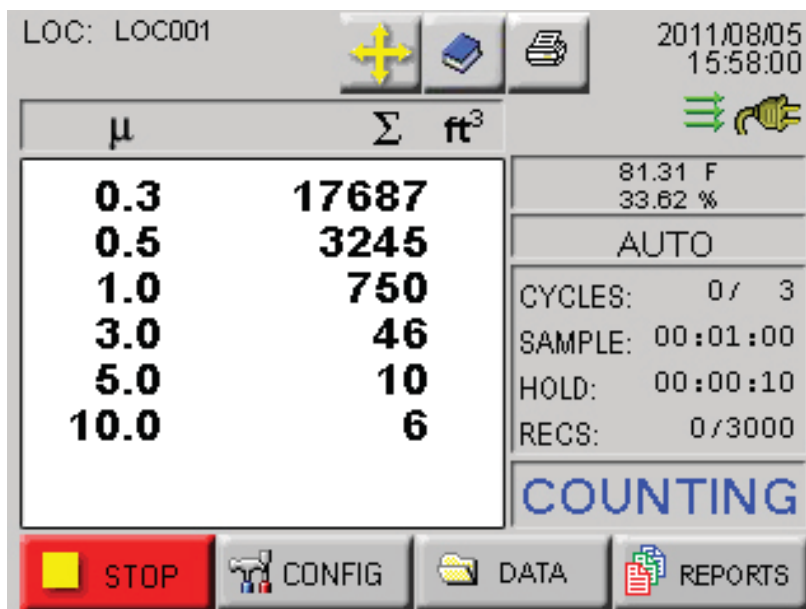 LOC: LOC001
2011/08/05
15:58:00
µ Σ ft³
0.3 17687
0.5 3245
1.0 750
3.0 46
5.0 10
10.0 6
81.31 F
33.62 %
AUTO
CYCLES: 0/ 3
SAMPLE: 00:01:00
HOLD: 00:00:10
RECS: 0/3000
COUNTING
STOP CONFIG DATA REPORTS